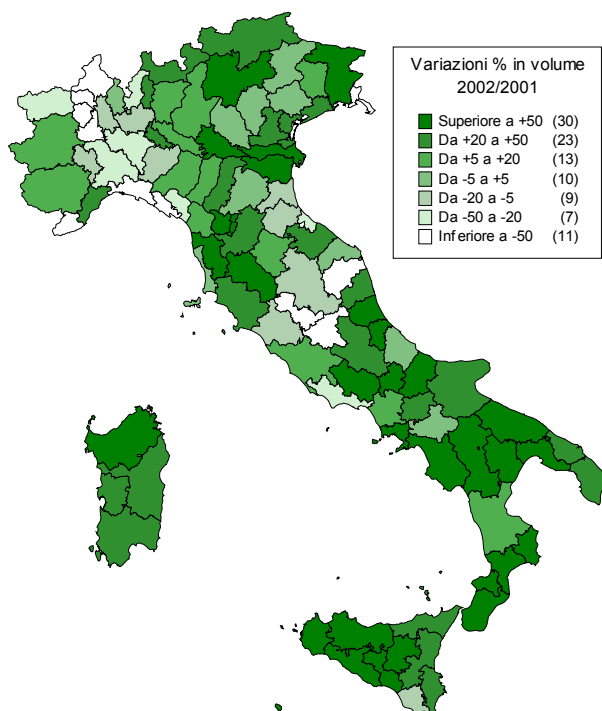 Variazioni % in volume
2002/2001
Superiore a +50 (30)
Da +20 a +50 (23)
Da +5 a +20 (13)
Da -5 a +5 (10)
Da -20 a -5 (9)
Da -50 a -20 (7)
Inferiore a -50 (11)